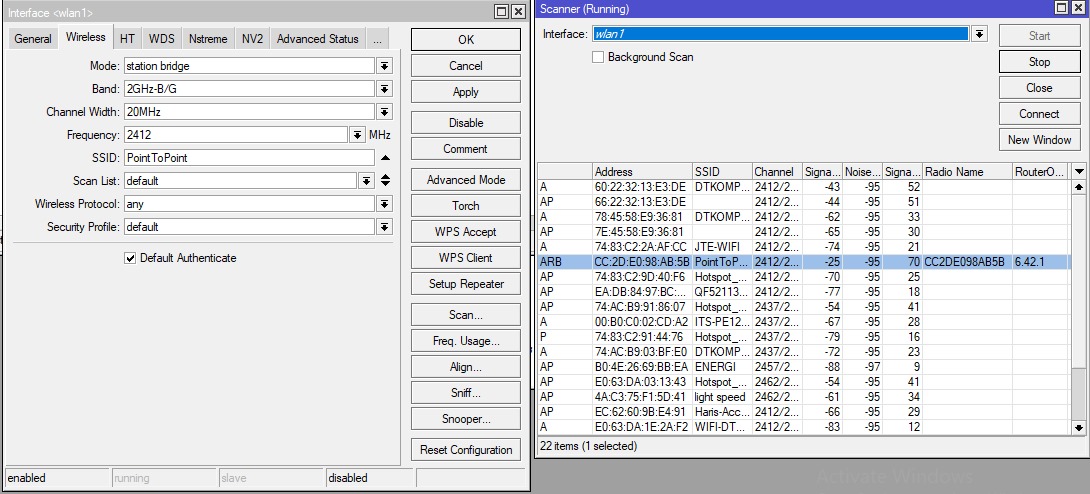 Interface <wlan1>
General Wireless HT WDS Nstreme NV2 Advanced Status ...
Mode: station bridge
Band: 2GHz-B/G
Channel Width: 20MHz
Frequency: 2412 MHz
SSID: PointToPoint
Scan List: default
Wireless Protocol: any
Security Profile: default
Default Authenticate
OK
Cancel
Apply
Disable
Comment
Advanced Mode
Torch
WPS Accept
WPS Client
Setup Repeater
Scan...
Freq. Usage...
Align...
Sniff...
Snooper...
Reset Configuration
enabled running slave disabled
Scanner (Running)
Interface: wlan1
Background Scan
Start
Stop
Close
Connect
New Window
Address SSID Channel Signa... Noise... Signa... Radio Name RouterO...
A 60:22:32:13:E3:DE DTKOMP... 2412/2... -43 -95 52
AP 66:22:32:13:E3:DE 2412/2... -44 -95 51
A 78:45:58:E9:36:81 DTKOMP... 2412/2... -62 -95 33
AP 7E:45:58:E9:36:81 2412/2... -65 -95 30
A 74:83:C2:2A:AF:CC JTE-WIFI 2412/2... -74 -95 21
ARB CC:2D:E0:98:AB:5B PointToP... 2412/2... -25 -95 70 CC2DE098AB5B 6.42.1
AP 74:83:C2:9D:40:F6 Hotspot_... 2412/2... -70 -95 25
AP EA:DB:84:97:BC:... QF52113... 2412/2... -77 -95 18
AP 74:AC:B9:91:86:07 Hotspot_... 2437/2... -54 -95 41
A 00:B0:C0:02:CD:A2 ITS-PE12... 2437/2... -67 -95 28
P 74:83:C2:91:44:76 Hotspot_... 2437/2... -79 -95 16
A 74:AC:B9:03:BF:E0 DTKOMP... 2437/2... -72 -95 23
AP B0:4E:26:69:BB:EA ENERGI 2457/2... -88 -97 9
AP E0:63:DA:03:13:43 Hotspot_... 2462/2... -54 -95 41
AP 4A:C3:75:F1:5D:41 light speed 2462/2... -61 -95 34
AP EC:62:60:9B:E4:91 Haris-Acc... 2412/2... -66 -95 29
A E0:63:DA:1E:2A:F2 WIFI-DT... 2412/2... -83 -95 12
22 items (1 selected)
Activate Windows